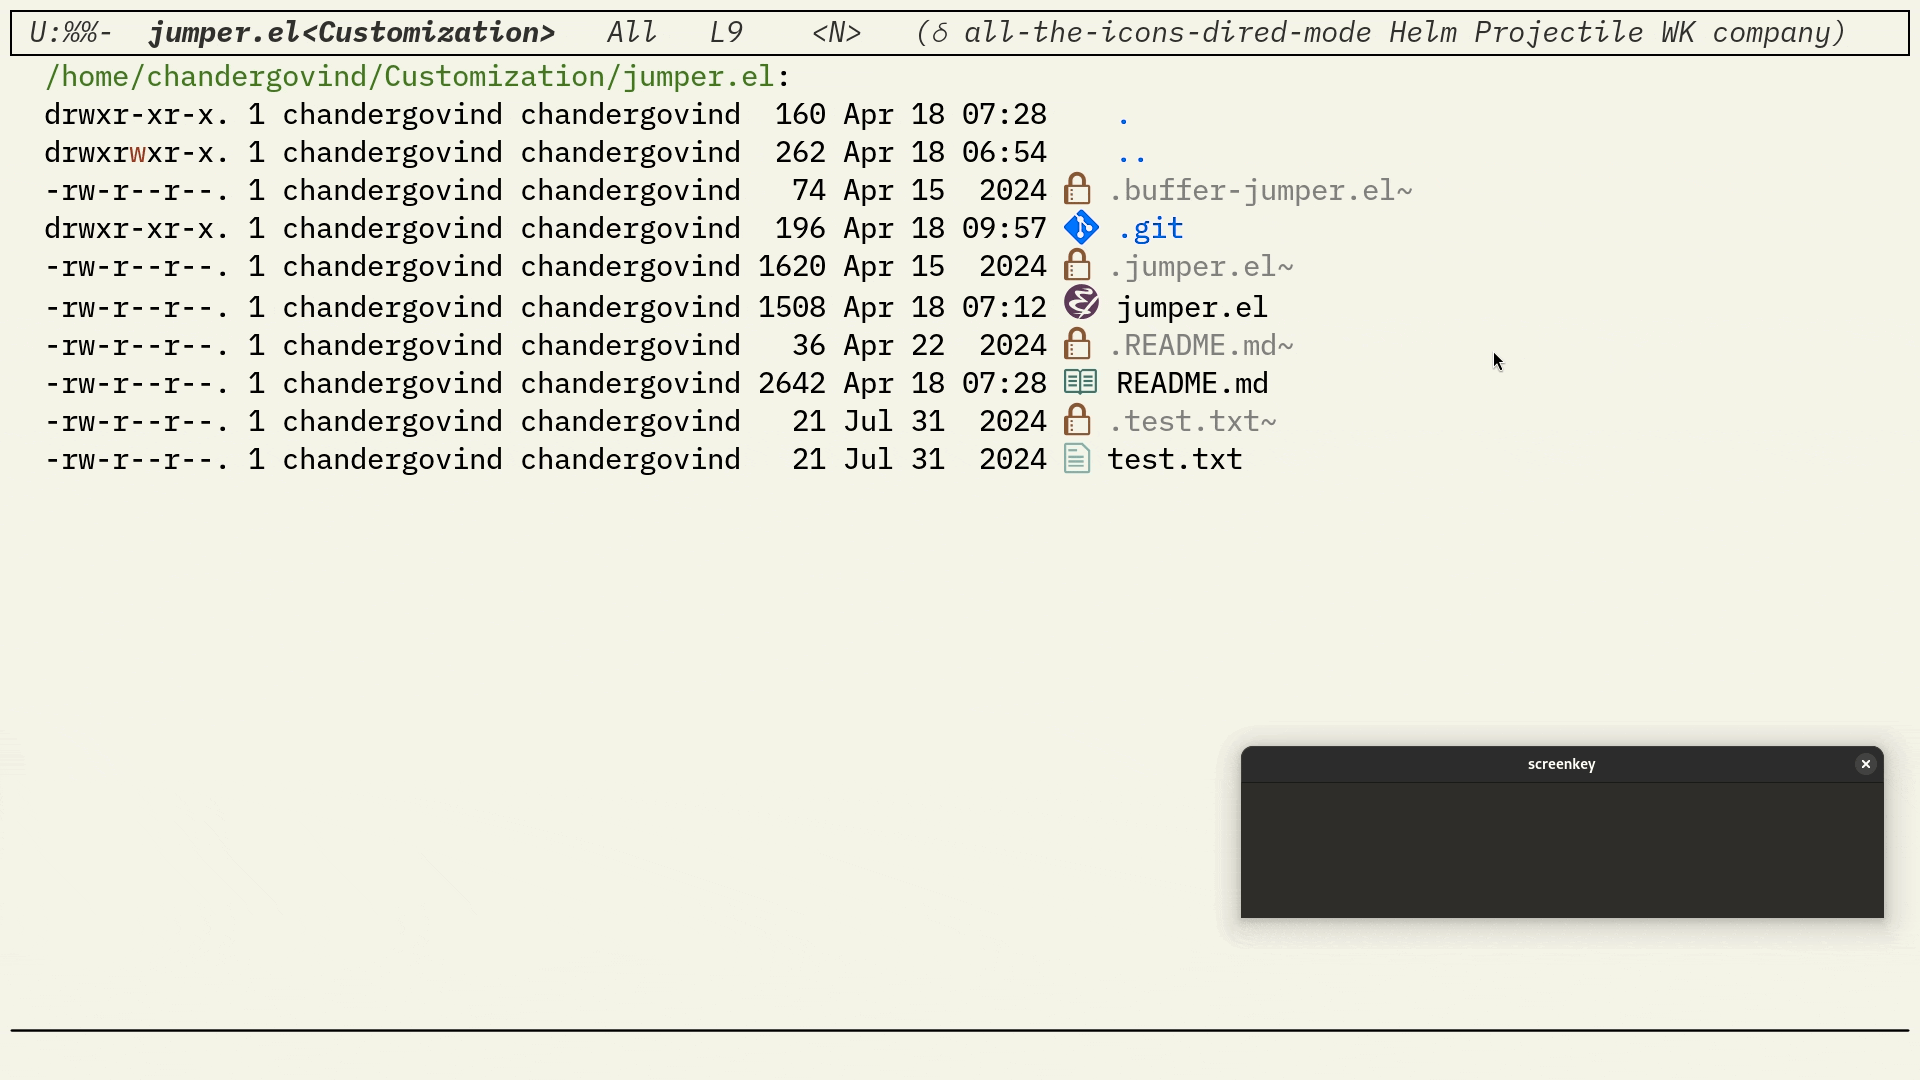 U:%%-  jumper.el<Customization>   All   L9    <N>   (δ all-the-icons-dired-mode Helm Projectile WK company)
/home/chandergovind/Customization/jumper.el:
drwxr-xr-x. 1 chandergovind chandergovind  160 Apr 18 07:28    .
drwxrwxr-x. 1 chandergovind chandergovind  262 Apr 18 06:54    ..
-rw-r--r--. 1 chandergovind chandergovind   74 Apr 15  2024 .buffer-jumper.el~
drwxr-xr-x. 1 chandergovind chandergovind  196 Apr 18 09:57 .git
-rw-r--r--. 1 chandergovind chandergovind 1620 Apr 15  2024 .jumper.el~
-rw-r--r--. 1 chandergovind chandergovind 1508 Apr 18 07:12 jumper.el
-rw-r--r--. 1 chandergovind chandergovind   36 Apr 22  2024 .README.md~
-rw-r--r--. 1 chandergovind chandergovind 2642 Apr 18 07:28 README.md
-rw-r--r--. 1 chandergovind chandergovind   21 Jul 31  2024 .test.txt~
-rw-r--r--. 1 chandergovind chandergovind   21 Jul 31  2024 test.txt
screenkey